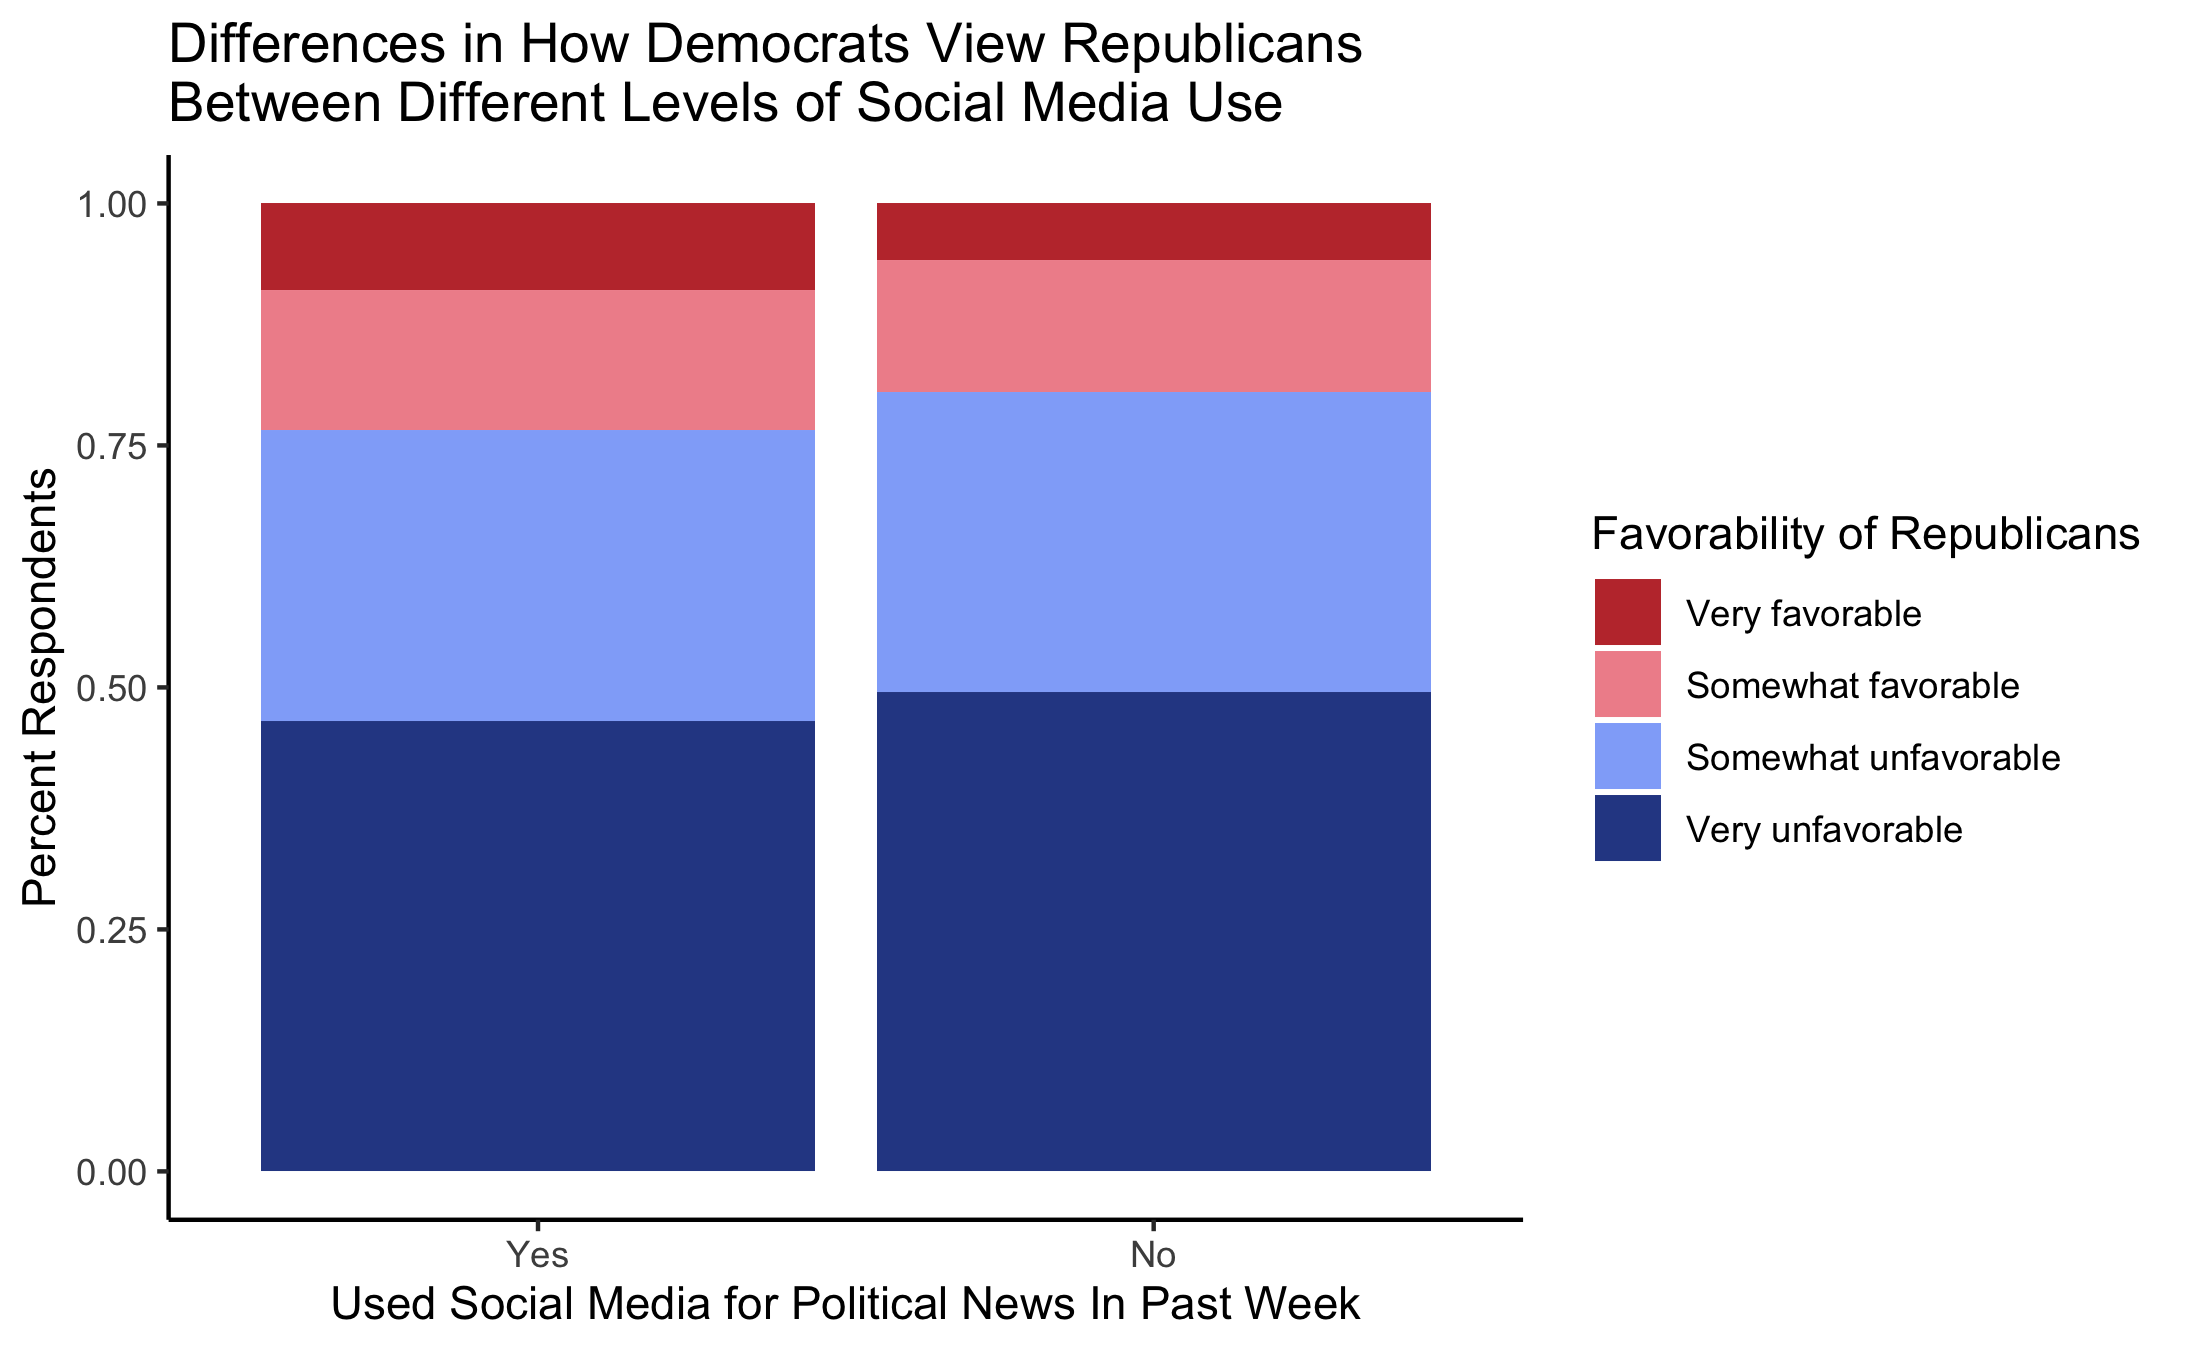 Differences in How Democrats View Republicans
Between Different Levels of Social Media Use
Percent Respondents
1.00
0.75
0.50
0.25
0.00
Yes
No
Used Social Media for Political News In Past Week
Favorability of Republicans
Very favorable
Somewhat favorable
Somewhat unfavorable
Very unfavorable